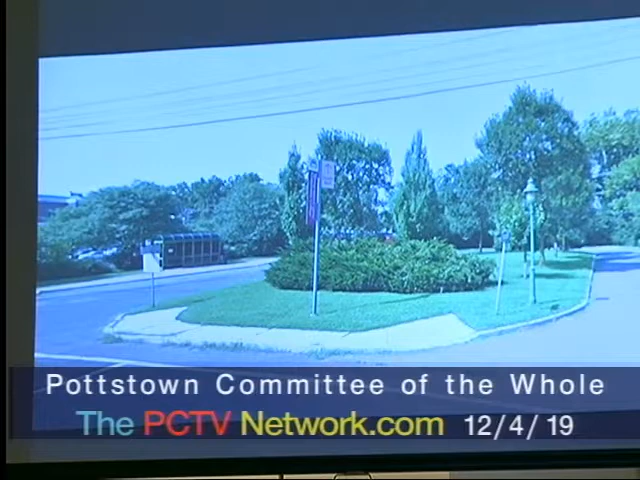 Pottstown Committee of the Whole
The PCTV Network.com 12/4/19